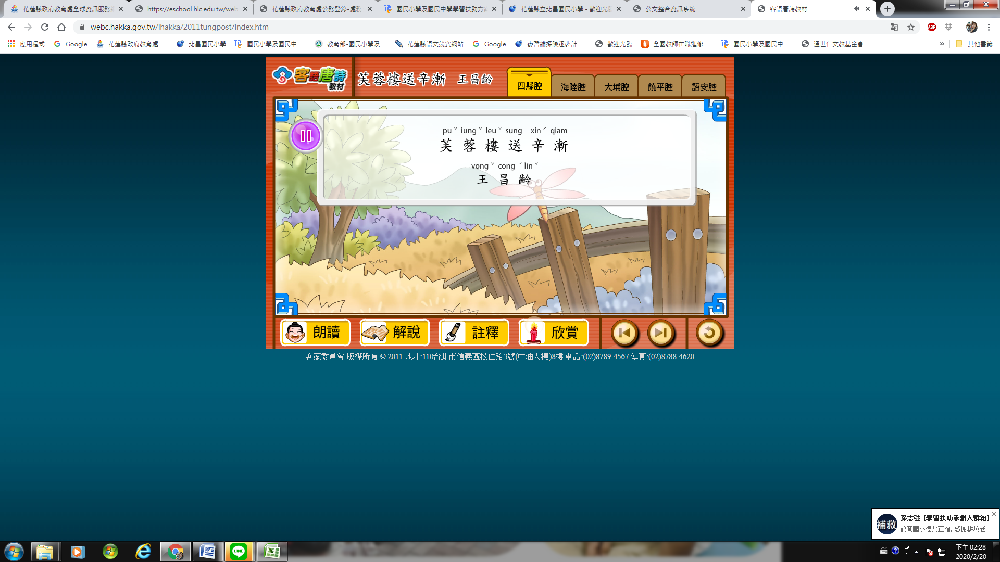 花蓮縣政府教育處全球資訊服務網
https://eschool.hlc.edu.tw/web
花蓮縣政府教育處公務登錄-處務
國民小學及國民中學學習扶助方案
花蓮縣立北昌國民小學 - 歡迎光臨
公文整合資訊系統
客語唐詩教材
webc.hakka.gov.tw/ihakka/2011tungpost/index.htm
ABP
應用程式
Google
花蓮縣政府教育處...
北昌國民小學
國民小學及國民中...
教育部-國民小學及...
花蓮縣語文競賽網站
Google
麥哲綸探險逐夢計...
歡迎光臨
全國教師在職進修...
國民小學及國民中...
溫世仁文教基金會...
»
其他書籤
客語唐詩
教材
芙蓉樓送辛漸 王昌齡
四縣腔
海陸腔
大埔腔
饒平腔
詔安腔
puˇ iungˇ leuˇ sung xinˊ qiam
芙蓉樓送辛漸
vongˇ congˊ linˇ
王昌齡
朗讀
解說
註釋
欣賞
客家委員會 版權所有 © 2011 地址:110台北市信義區松仁路3號(中油大樓)8樓 電話:(02)8789-4567 傳真:(02)8788-4620
補救
孫志強 [學習扶助承辦人群組]
鶴岡國小經費正確, 感謝耕境老...
LINE
下午 02:28
2020/2/20